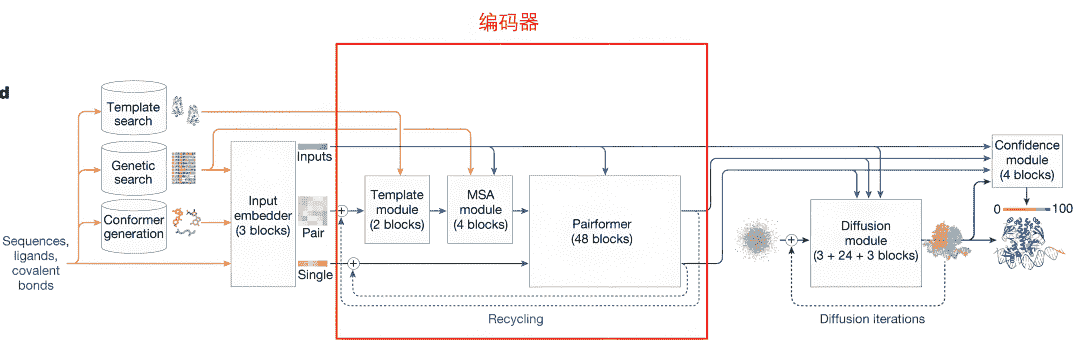 编码器
d
Template
search
Genetic
search
Conformer
generation
Sequences,
ligands,
covalent
bonds
Input
embedder
(3 blocks)
Inputs
Pair
Single
Template
module
(2 blocks)
MSA
module
(4 blocks)
Pairformer
(48 blocks)
Recycling
+
+
+
Diffusion
module
(3 + 24 + 3 blocks)
Diffusion iterations
Confidence
module
(4 blocks)
0 100